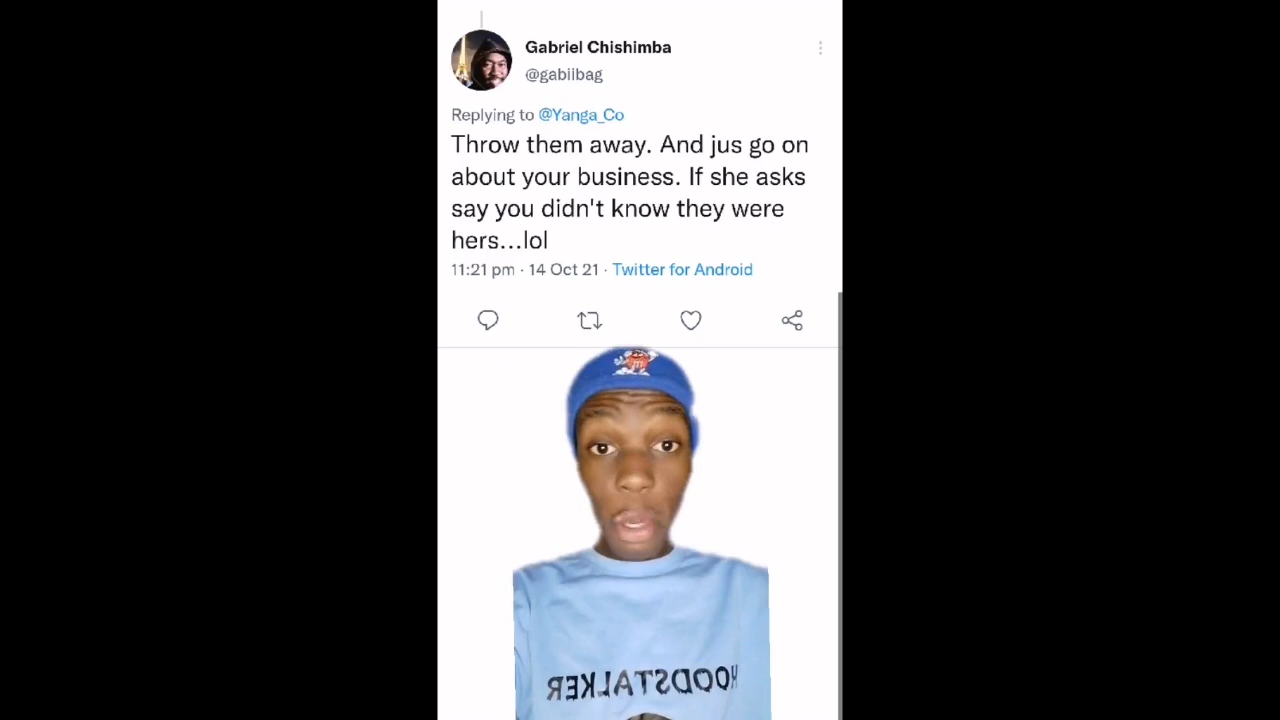 Gabriel Chishimba
@gabiibag
Replying to @Yanga_Co
Throw them away. And jus go on
about your business. If she asks
say you didn't know they were
hers...lol
11:21 pm · 14 Oct 21 · Twitter for Android
m
HOODSTALKER